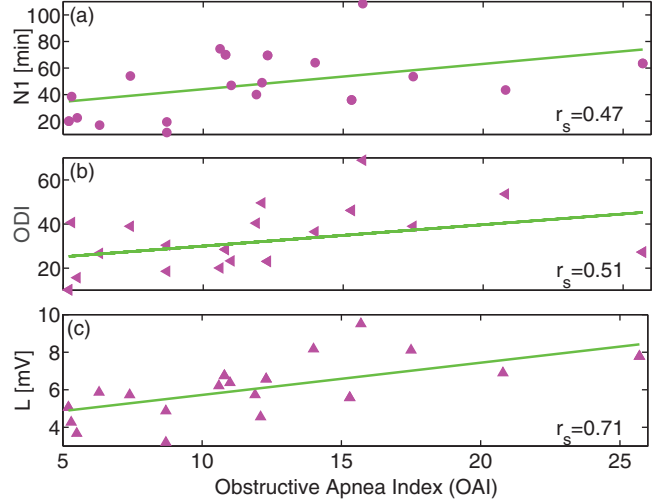 (a)
N1 [min]
100
80
60
40
20
r_s=0.47
(b)
ODI
60
40
20
r_s=0.51
(c)
L [mV]
10
8
6
4
r_s=0.71
5 10 15 20 25
Obstructive Apnea Index (OAI)